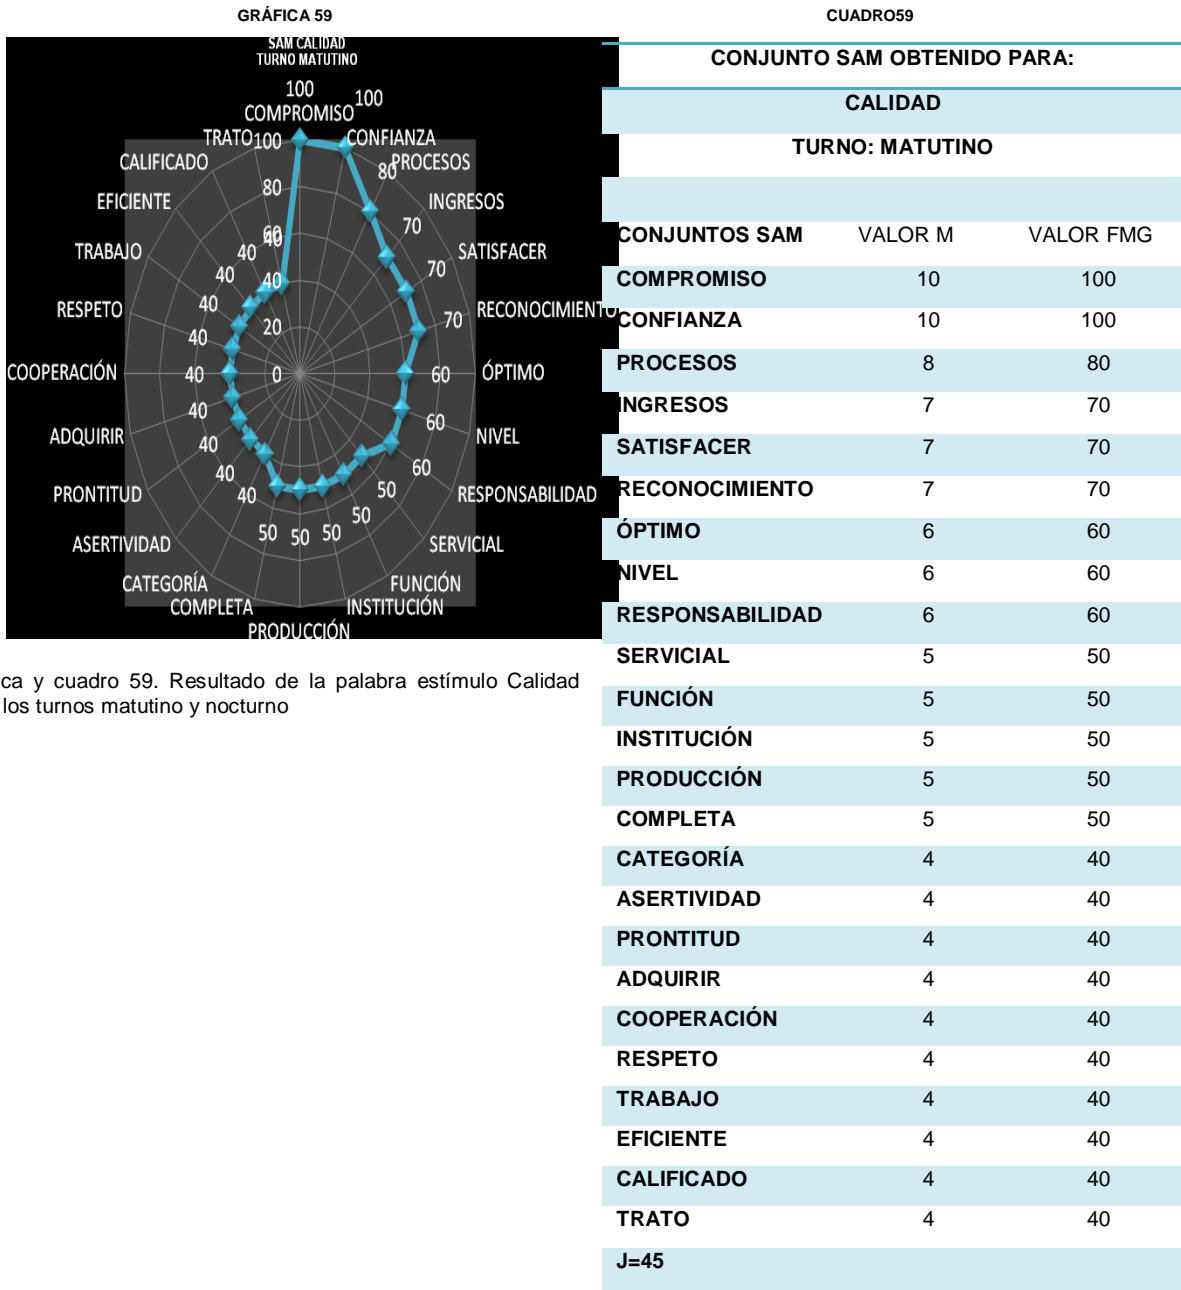 GRÁFICA 59
SAM CALIDAD
TURNO MATUTINO
100
COMPROMISO
100
TRATO
100
CONFIANZA
CALIFICADO
80
PROCESOS
EFICIENTE
80
INGRESOS
60
40
70
TRABAJO
40
SATISFACER
40
40
70
RESPETO
40
20
70
RECONOCIMIENTO
40
COOPERACIÓN
40
0
60
ÓPTIMO
40
ADQUIRIR
40
60
NIVEL
40
60
PRONTITUD
40
50
RESPONSABILIDAD
50
ASERTIVIDAD
50
50
50
SERVICIAL
CATEGORÍA
FUNCIÓN
COMPLETA
INSTITUCIÓN
PRODUCCIÓN
ca y cuadro 59. Resultado de la palabra estímulo Calidad
los turnos matutino y nocturno
CUADRO59
CONJUNTO SAM OBTENIDO PARA:
CALIDAD
TURNO: MATUTINO
CONJUNTOS SAM VALOR M VALOR FMG
COMPROMISO 10 100
CONFIANZA 10 100
PROCESOS 8 80
INGRESOS 7 70
SATISFACER 7 70
RECONOCIMIENTO 7 70
ÓPTIMO 6 60
NIVEL 6 60
RESPONSABILIDAD 6 60
SERVICIAL 5 50
FUNCIÓN 5 50
INSTITUCIÓN 5 50
PRODUCCIÓN 5 50
COMPLETA 5 50
CATEGORÍA 4 40
ASERTIVIDAD 4 40
PRONTITUD 4 40
ADQUIRIR 4 40
COOPERACIÓN 4 40
RESPETO 4 40
TRABAJO 4 40
EFICIENTE 4 40
CALIFICADO 4 40
TRATO 4 40
J=45